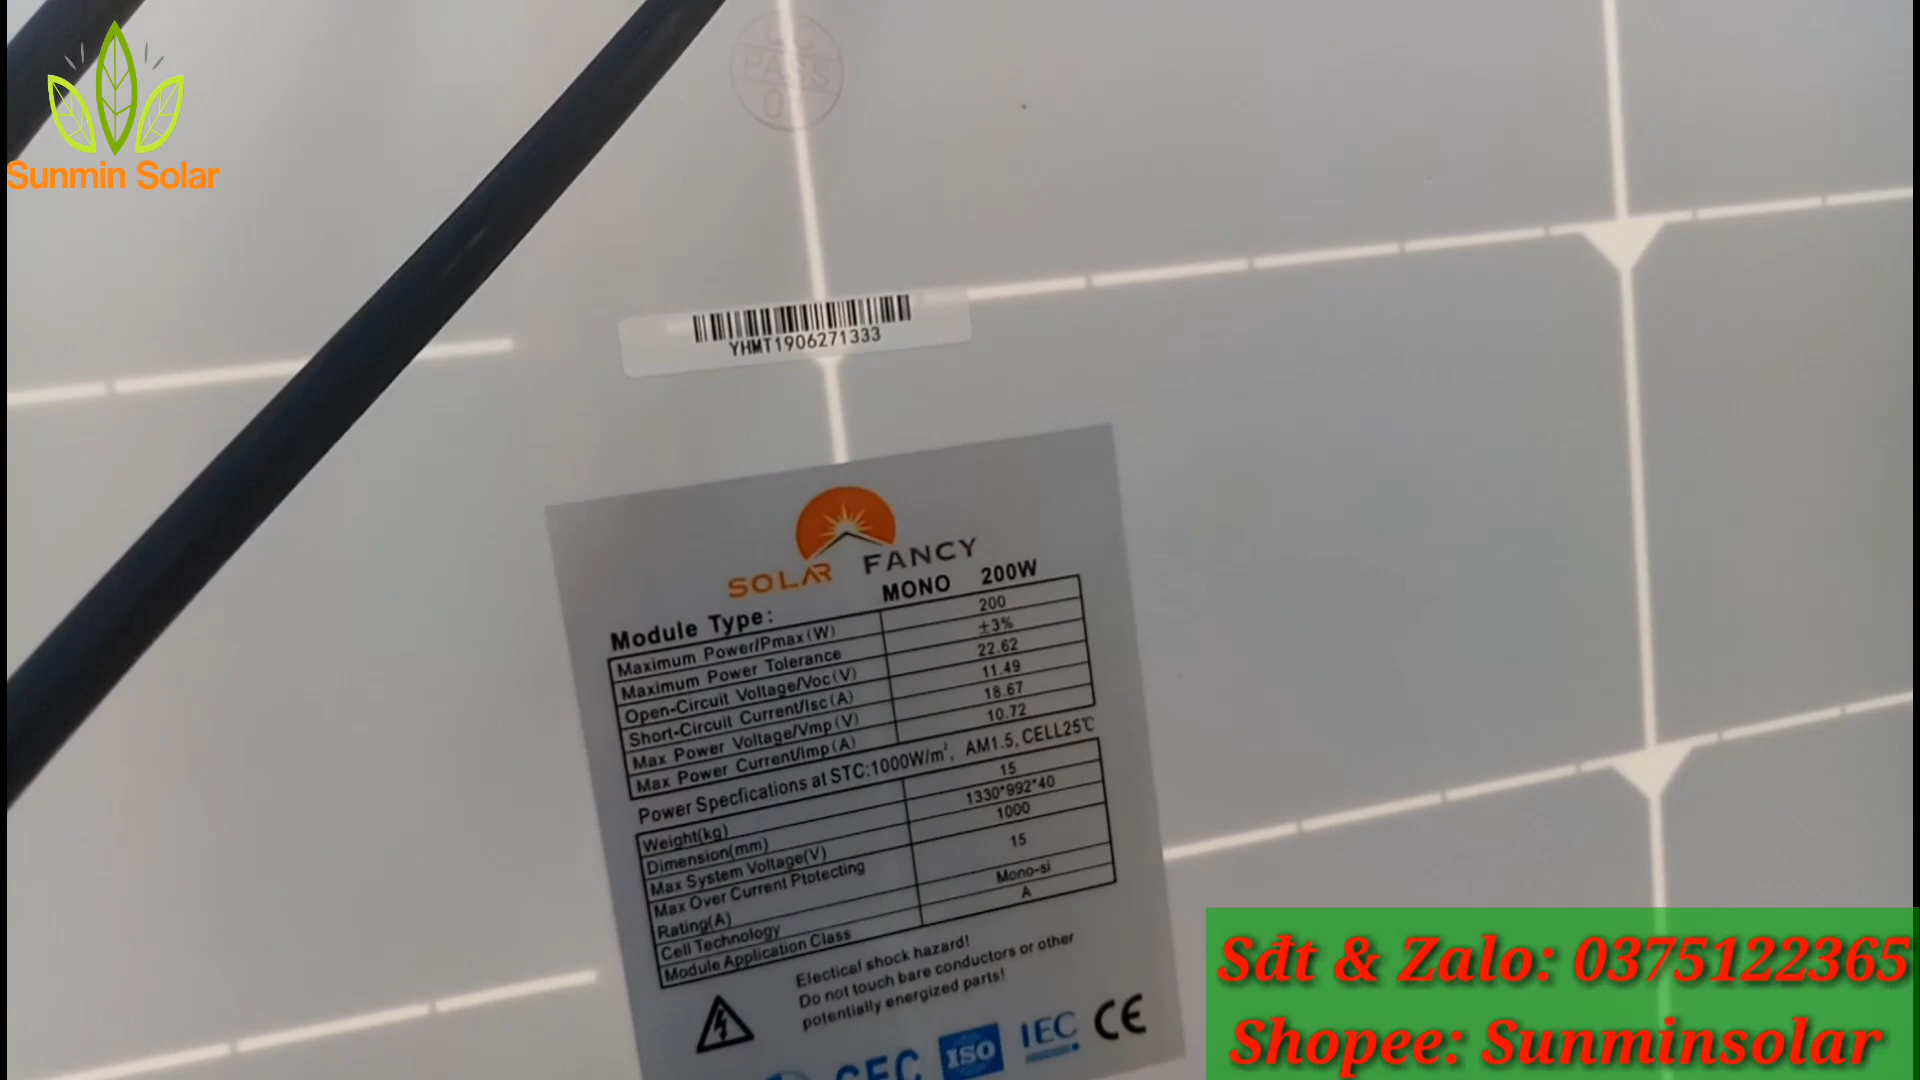 Sunmin Solar
PASS
YHMT1906271333
SOLAR FANCY
Module Type: MONO 200W
Maximum Power/Pmax(W) 200
Maximum Power Tolerance ±3%
Open-Circuit Voltage/Voc(V) 22.62
Short-Circuit Current/Isc(A) 11.49
Max Power Voltage/Vmp(V) 18.67
Max Power Current/Imp(A) 10.72
Power Specfications at STC:1000W/m², AM1.5, CELL25℃
Weight(kg) 15
Dimension(mm) 1330*992*40
Max System Voltage(V) 1000
Max Over Current Ptotecting
Rating(A) 15
Cell Technology Mono-si
Module Application Class A
Electical shock hazard!
Do not touch bare conductors or other
potentially energized parts!
ISO IEC CE
Sđt & Zalo: 0375122365
Shopee: Sunminsolar